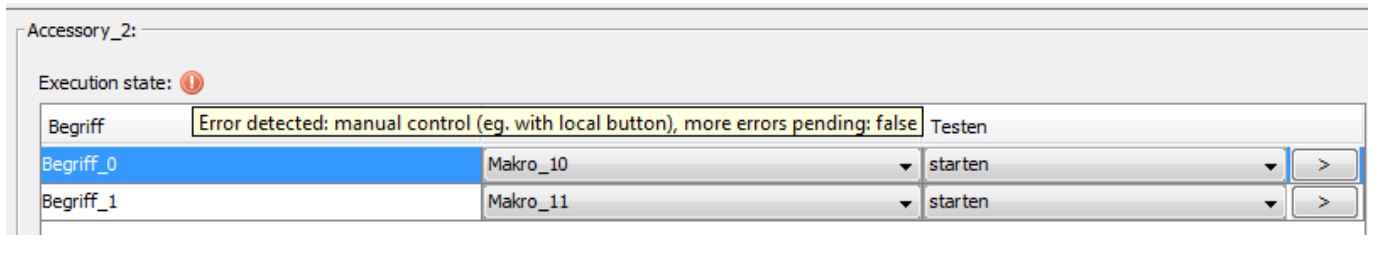 Accessory_2:
Execution state:
Begriff Error detected: manual control (eg. with local button), more errors pending: false Testen
Begriff_0 Makro_10 starten >
Begriff_1 Makro_11 starten >